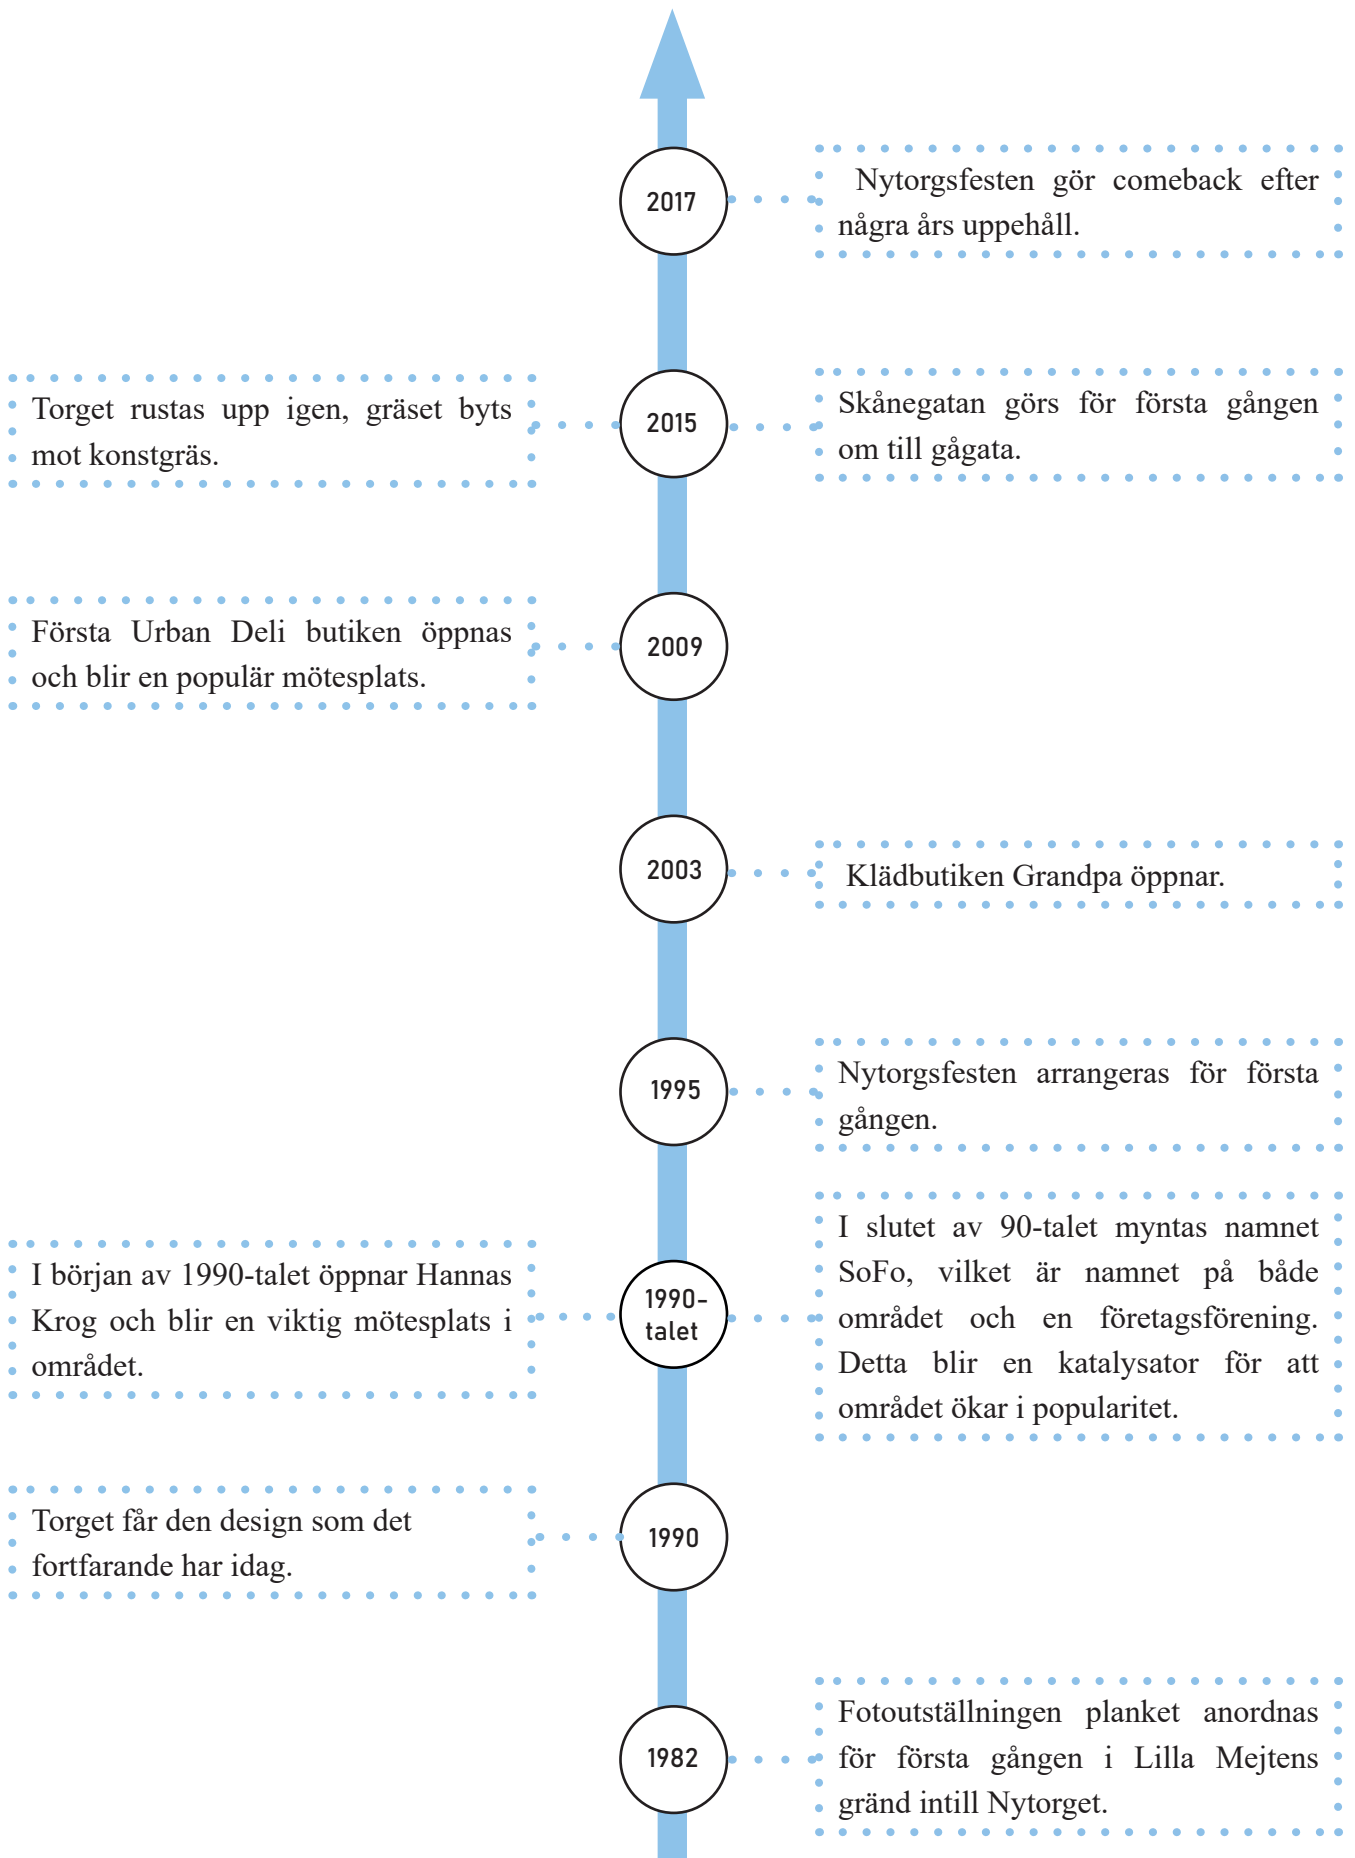 2017
Nytorgsfesten gör comeback efter
några års uppehåll.
Torget rustas upp igen, gräset byts
mot konstgräs.
2015
Skånegatan görs för första gången
om till gågata.
Första Urban Deli butiken öppnas
och blir en populär mötesplats.
2009
2003
Klädbutiken Grandpa öppnar.
1995
Nytorgsfesten arrangeras för första
gången.
I början av 1990-talet öppnar Hannas
Krog och blir en viktig mötesplats i
området.
1990-
talet
I slutet av 90-talet myntas namnet
SoFo, vilket är namnet på både
området och en företagsförening.
Detta blir en katalysator för att
området ökar i popularitet.
Torget får den design som det
fortfarande har idag.
1990
1982
Fotoutställningen planket anordnas
för första gången i Lilla Mejtens
gränd intill Nytorget.